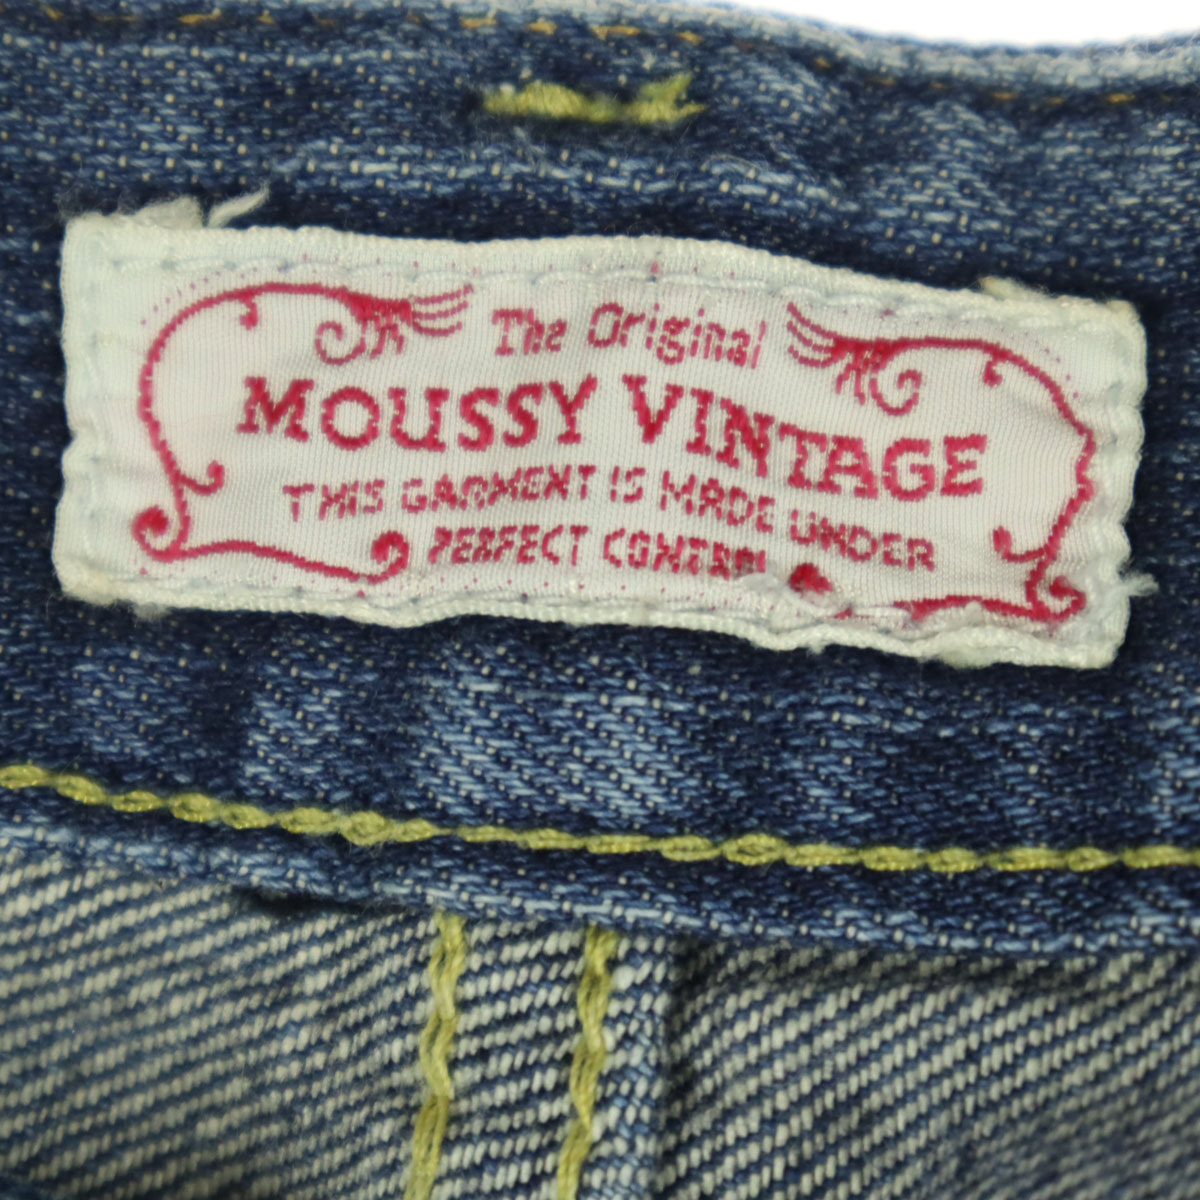 The Original
MOUSSY VINTAGE
THIS GARMENT IS MADE UNDER
PERFECT CONTROL